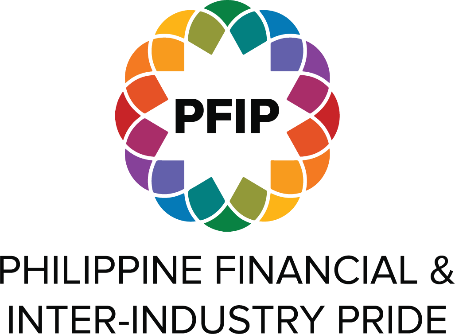 PFIP
PHILIPPINE FINANCIAL &
INTER-INDUSTRY PRIDE